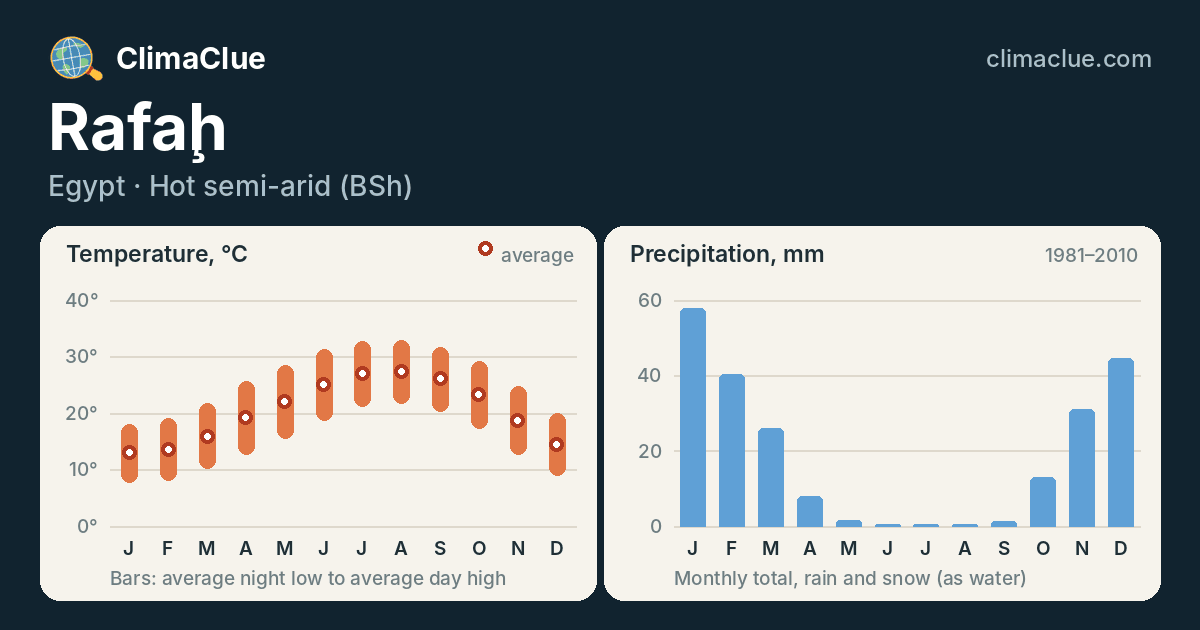 ClimaClue
climaclue.com
Rafaḩ
Egypt · Hot semi-arid (BSh)
Temperature, °C
average
40°
30°
20°
10°
0°
J F M A M J J A S O N D
Bars: average night low to average day high
Precipitation, mm
1981–2010
60
40
20
0
J F M A M J J A S O N D
Monthly total, rain and snow (as water)